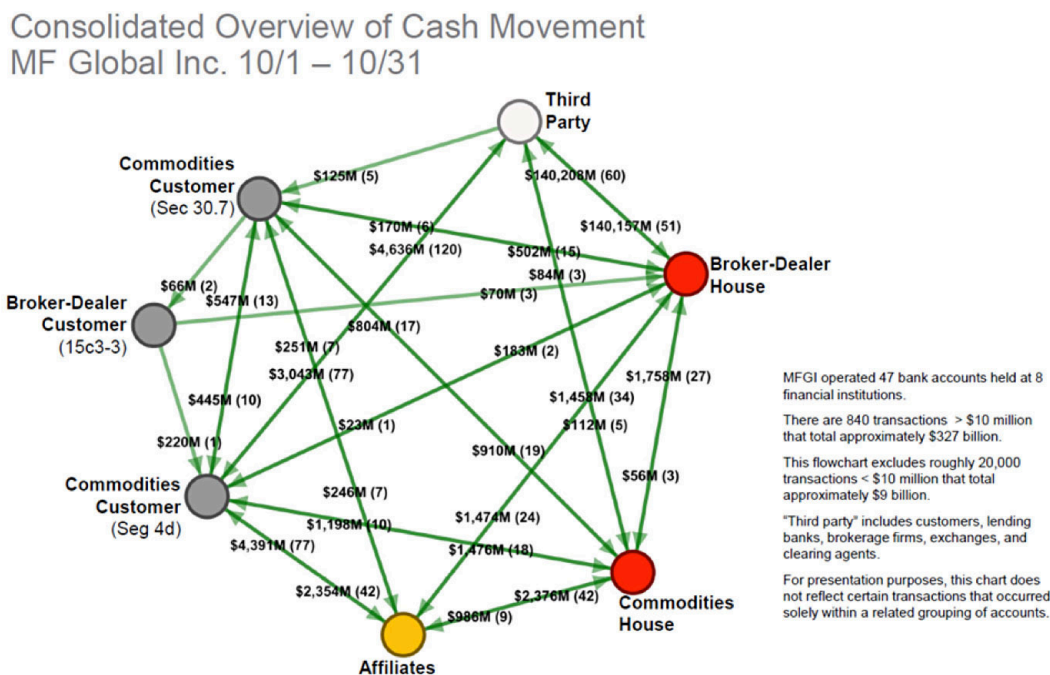 Consolidated Overview of Cash Movement
MF Global Inc. 10/1 – 10/31
Third
Party
Commodities
Customer
(Sec 30.7)
$125M (5)
$140,208M (60)
$170M (6)
$140,157M (51)
$4,636M (120)
$502M (15)
Broker-Dealer
House
$84M (3)
$66M (2)
$70M (3)
$547M (13)
Broker-Dealer
Customer
(15c3-3)
$804M (17)
$251M (7)
$183M (2)
$3,043M (77)
$1,758M (27)
$445M (10)
$1,458M (34)
$23M (1)
$112M (5)
$220M (1)
$910M (19)
$56M (3)
Commodities
Customer
(Seg 4d)
$246M (7)
$1,474M (24)
$1,198M (10)
$4,391M (77)
$1,476M (18)
$2,354M (42)
$2,376M (42)
Commodities
House
$986M (9)
Affiliates
MFGI operated 47 bank accounts held at 8
financial institutions.
There are 840 transactions > $10 million
that total approximately $327 billion.
This flowchart excludes roughly 20,000
transactions < $10 million that total
approximately $9 billion.
"Third party" includes customers, lending
banks, brokerage firms, exchanges, and
clearing agents.
For presentation purposes, this chart does
not reflect certain transactions that occurred
solely within a related grouping of accounts.